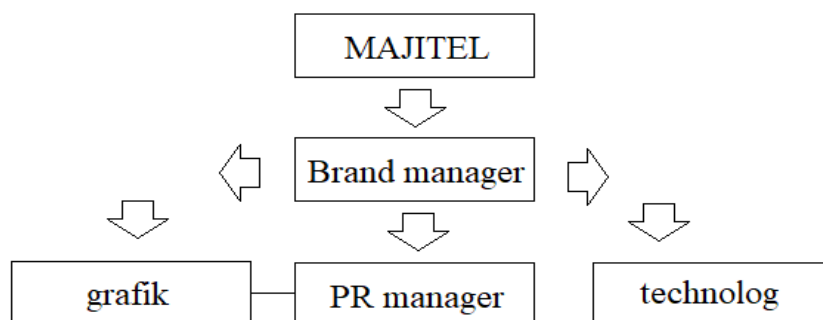 MAJITEL
Brand manager
grafik
PR manager
technolog